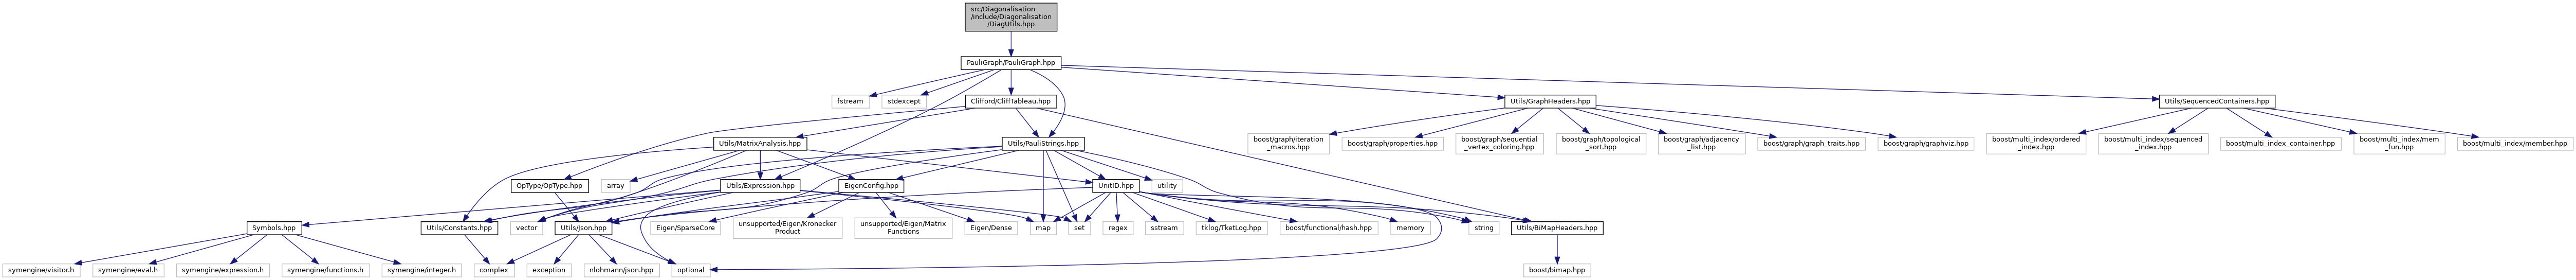 src/Diagonalisation
/include/Diagonalisation
/DiagUtils.hpp
PauliGraph/PauliGraph.hpp
fstream
stdexcept
Clifford/CliffTableau.hpp
Utils/GraphHeaders.hpp
Utils/SequencedContainers.hpp
Utils/MatrixAnalysis.hpp
Utils/PauliStrings.hpp
boost/graph/iteration
_macros.hpp
boost/graph/properties.hpp
boost/graph/sequential
_vertex_coloring.hpp
boost/graph/topological
_sort.hpp
boost/graph/adjacency
_list.hpp
boost/graph/graph_traits.hpp
boost/graph/graphviz.hpp
boost/multi_index/ordered
_index.hpp
boost/multi_index/sequenced
_index.hpp
boost/multi_index_container.hpp
boost/multi_index/mem
_fun.hpp
boost/multi_index/member.hpp
OpType/OpType.hpp
array
Utils/Expression.hpp
EigenConfig.hpp
UnitID.hpp
utility
Symbols.hpp
Utils/Constants.hpp
vector
Utils/Json.hpp
Eigen/SparseCore
unsupported/Eigen/Kronecker
Product
unsupported/Eigen/Matrix
Functions
Eigen/Dense
map
set
regex
sstream
tklog/TketLog.hpp
boost/functional/hash.hpp
memory
string
Utils/BiMapHeaders.hpp
symengine/visitor.h
symengine/eval.h
symengine/expression.h
symengine/functions.h
symengine/integer.h
complex
exception
nlohmann/json.hpp
optional
boost/bimap.hpp